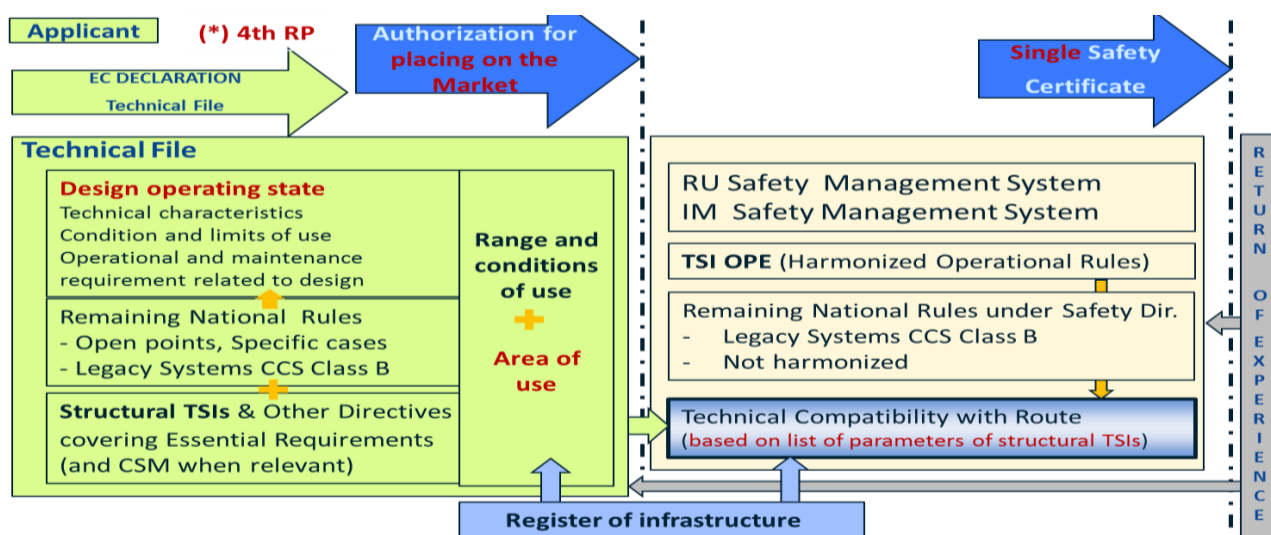 Applicant
(*) 4th RP
Authorization for
placing on the
Market
Single Safety
Certificate
EC DECLARATION
Technical File
Technical File
Design operating state
Technical characteristics
Condition and limits of use
Operational and maintenance
requirement related to design
Remaining National Rules
- Open points, Specific cases
- Legacy Systems CCS Class B
Structural TSIs & Other Directives
covering Essential Requirements
(and CSM when relevant)
Range and
conditions
of use
Area of
use
RU Safety Management System
IM Safety Management System
TSI OPE (Harmonized Operational Rules)
Remaining National Rules under Safety Dir.
- Legacy Systems CCS Class B
- Not harmonized
Technical Compatibility with Route
(based on list of parameters of structural TSIs)
Register of infrastructure
RETURN OF EXPERIENCE